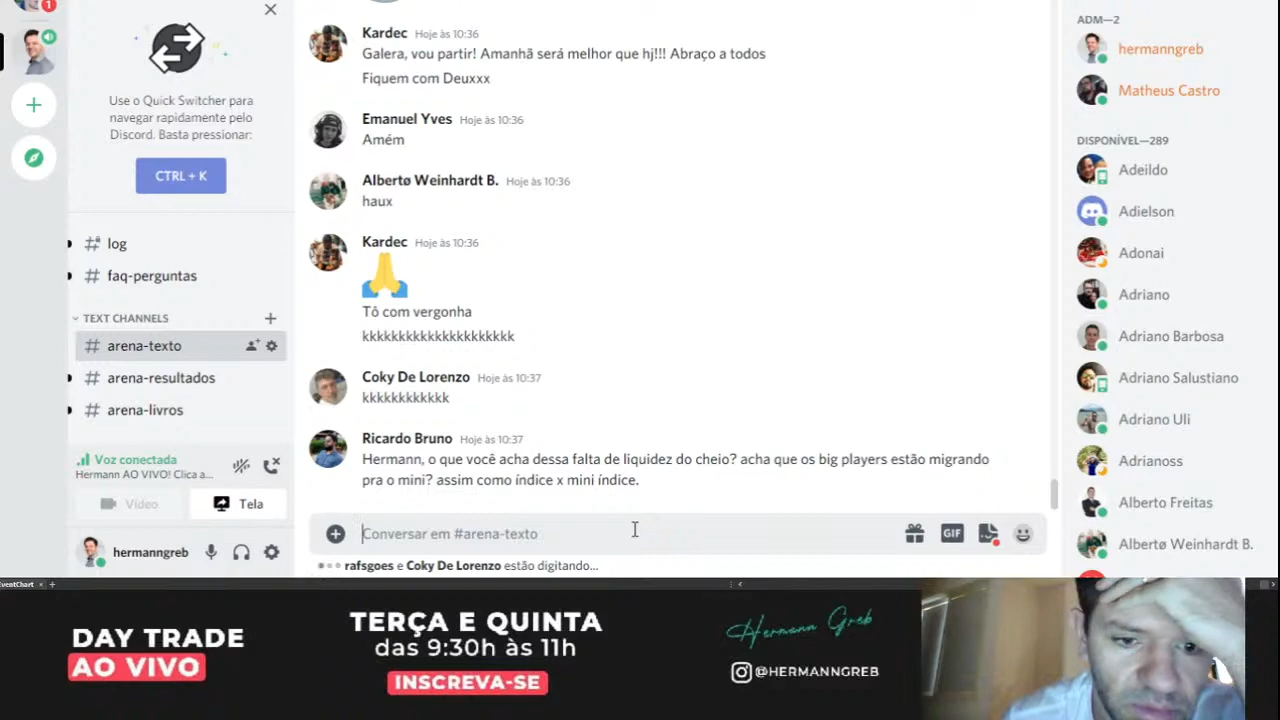 1
Use o Quick Switcher para
navegar rapidamente pelo
Discord. Basta pressionar:
CTRL + K
log
faq-perguntas
TEXT CHANNELS
arena-texto
arena-resultados
arena-livros
Voz conectada
Hermann AO VIVO! Clica a...
Vídeo
Tela
hermanngreb
Kardec Hoje às 10:36
Galera, vou partir! Amanhã será melhor que hj!!! Abraço a todos
Fiquem com Deuxxx
Emanuel Yves Hoje às 10:36
Amém
Albertø Weinhardt B. Hoje às 10:36
haux
Kardec Hoje às 10:36
Tô com vergonha
kkkkkkkkkkkkkkkkkkkkk
Coky De Lorenzo Hoje às 10:37
kkkkkkkkkkkk
Ricardo Bruno Hoje às 10:37
Hermann, o que você acha dessa falta de liquidez do cheio? acha que os big players estão migrando
pra o mini? assim como índice x mini índice.
Conversar em #arena-texto
GIF
rafsgoes e Coky De Lorenzo estão digitando...
ADM—2
hermanngreb
Matheus Castro
DISPONÍVEL—289
Adeildo
Adielson
Adonai
Adriano
Adriano Barbosa
Adriano Salustiano
Adriano Uli
Adrianoss
Alberto Freitas
Albertø Weinhardt B.
EventChart
DAY TRADE
AO VIVO
TERÇA E QUINTA
das 9:30h às 11h
INSCREVA-SE
Hermann Greb
@HERMANNGREB